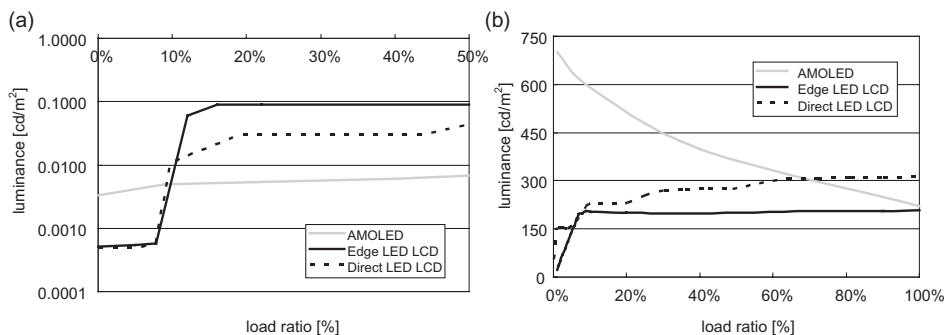 (a)
1.0000
0% 10% 20% 30% 40% 50%
0.1000
0.0100
0.0010
0.0001
luminance [cd/m²]
AMOLED
Edge LED LCD
Direct LED LCD
load ratio [%]
(b)
750
600
450
300
150
0
luminance [cd/m²]
AMOLED
Edge LED LCD
Direct LED LCD
0% 20% 40% 60% 80% 100%
load ratio [%]